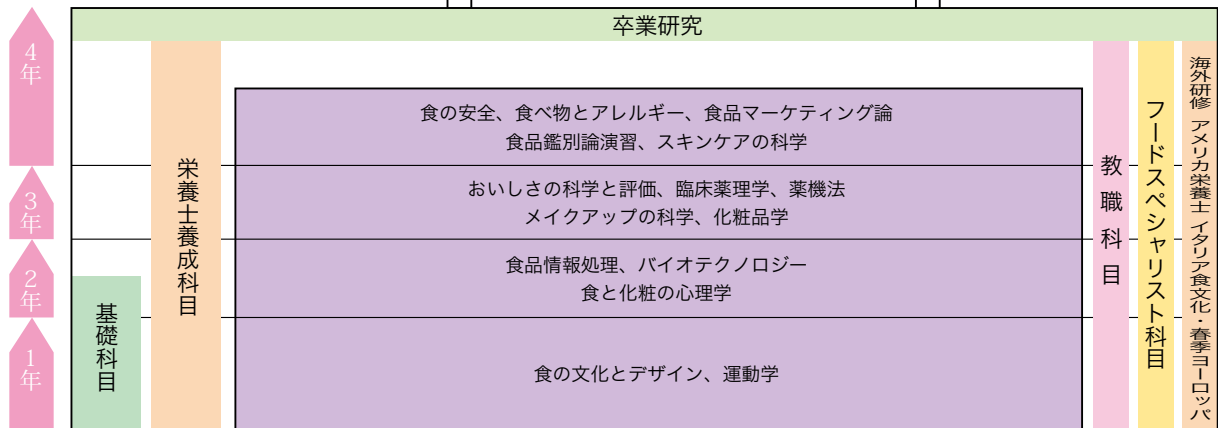 卒業研究
4年
3年
2年
1年
基礎科目
栄養士養成科目
食の安全、食べ物とアレルギー、食品マーケティング論
食品鑑別論演習、スキンケアの科学
おいしさの科学と評価、臨床薬理学、薬機法
メイクアップの科学、化粧品学
食品情報処理、バイオテクノロジー
食と化粧の心理学
食の文化とデザイン、運動学
教職科目
フードスペシャリスト科目
海外研修 アメリカ栄養士 イタリア食文化・春季ヨーロッパ